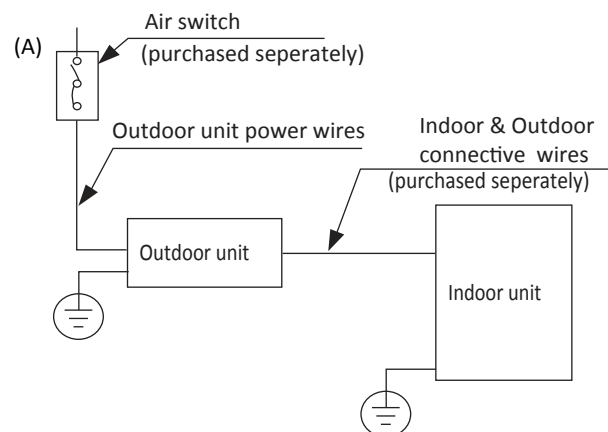 (A)
Air switch
(purchased seperately)
Outdoor unit power wires
Indoor & Outdoor
connective wires
(purchased seperately)
Outdoor unit
Indoor unit